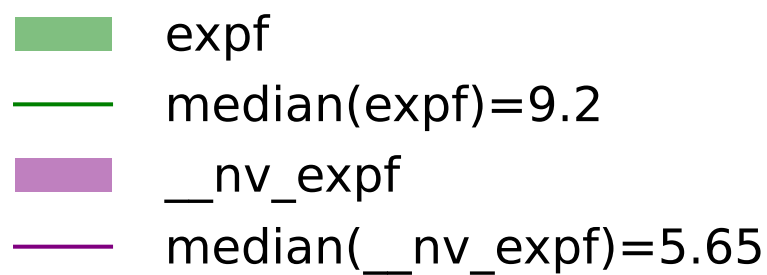 expf
median(expf)=9.2
__nv_expf
median(__nv_expf)=5.65